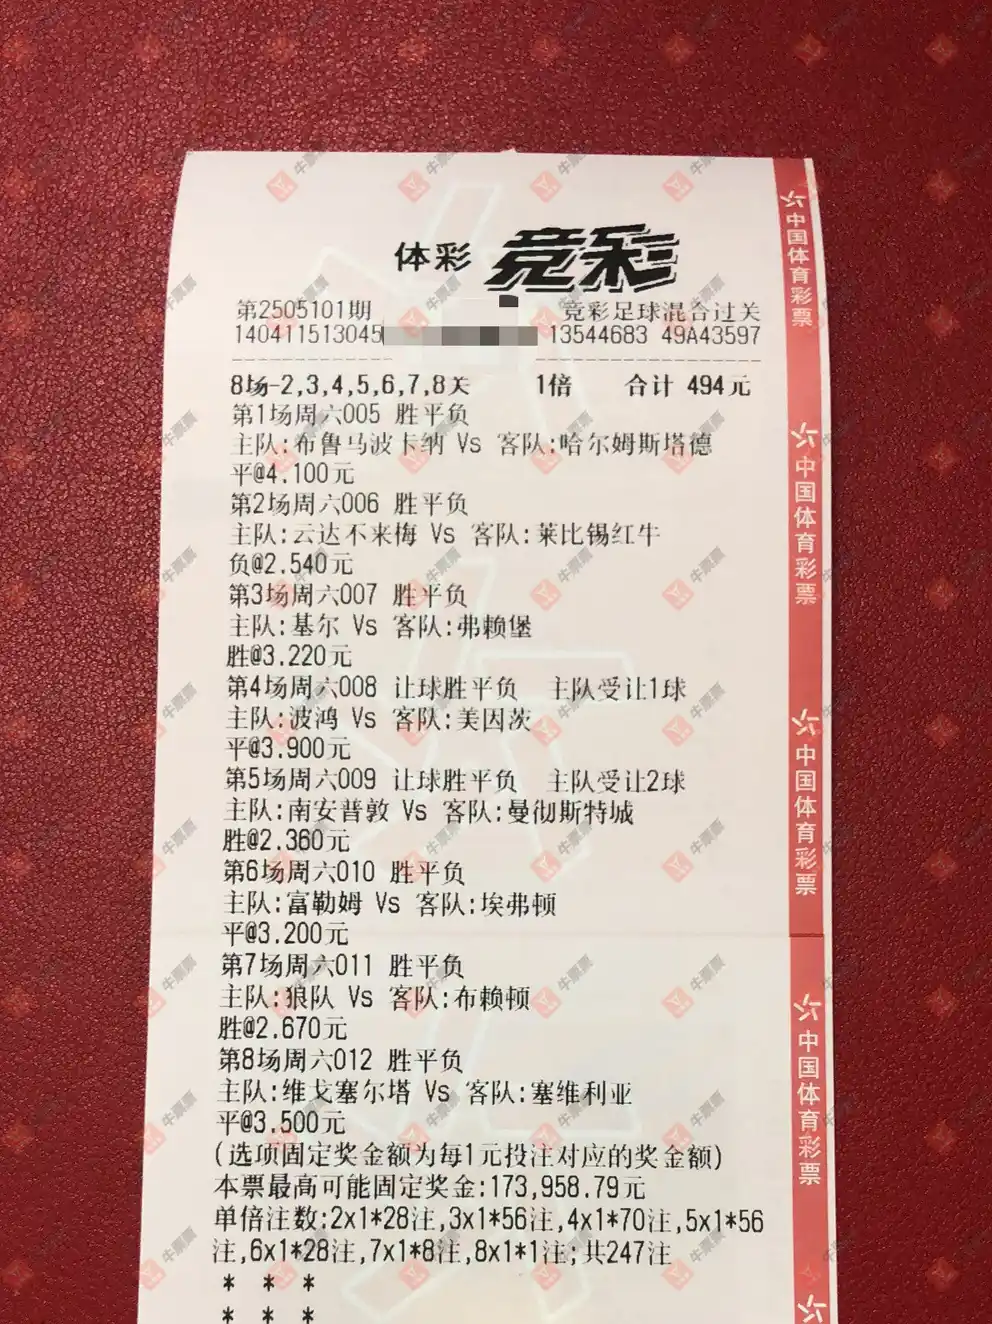 体彩 竞彩
第2505101期 竞彩足球混合过关
140411513045 13544683 49A43597
8场-2,3,4,5,6,7,8关 1倍 合计 494元
第1场周六005 胜平负
主队:布鲁马波卡纳 Vs 客队:哈尔姆斯塔德
平@4.100元
第2场周六006 胜平负
主队:云达不来梅 Vs 客队:莱比锡红牛
负@2.540元
第3场周六007 胜平负
主队:基尔 Vs 客队:弗赖堡
胜@3.220元
第4场周六008 让球胜平负 主队受让1球
主队:波鸿 Vs 客队:美因茨
平@3.900元
第5场周六009 让球胜平负 主队受让2球
主队:南安普敦 Vs 客队:曼彻斯特城
胜@2.360元
第6场周六010 胜平负
主队:富勒姆 Vs 客队:埃弗顿
平@3.200元
第7场周六011 胜平负
主队:狼队 Vs 客队:布赖顿
胜@2.670元
第8场周六012 胜平负
主队:维戈塞尔塔 Vs 客队:塞维利亚
平@3.500元
(选项固定奖金额为每1元投注对应的奖金额)
本票最高可能固定奖金:173,958.79元
单倍注数:2x1*28注,3x1*56注,4x1*70注,5x1*56
注,6x1*28注,7x1*8注,8x1*1注;共247注
* * *
* * *
中国体育彩票
中国体育彩票
中国体育彩票
中国体育彩票
牛票票